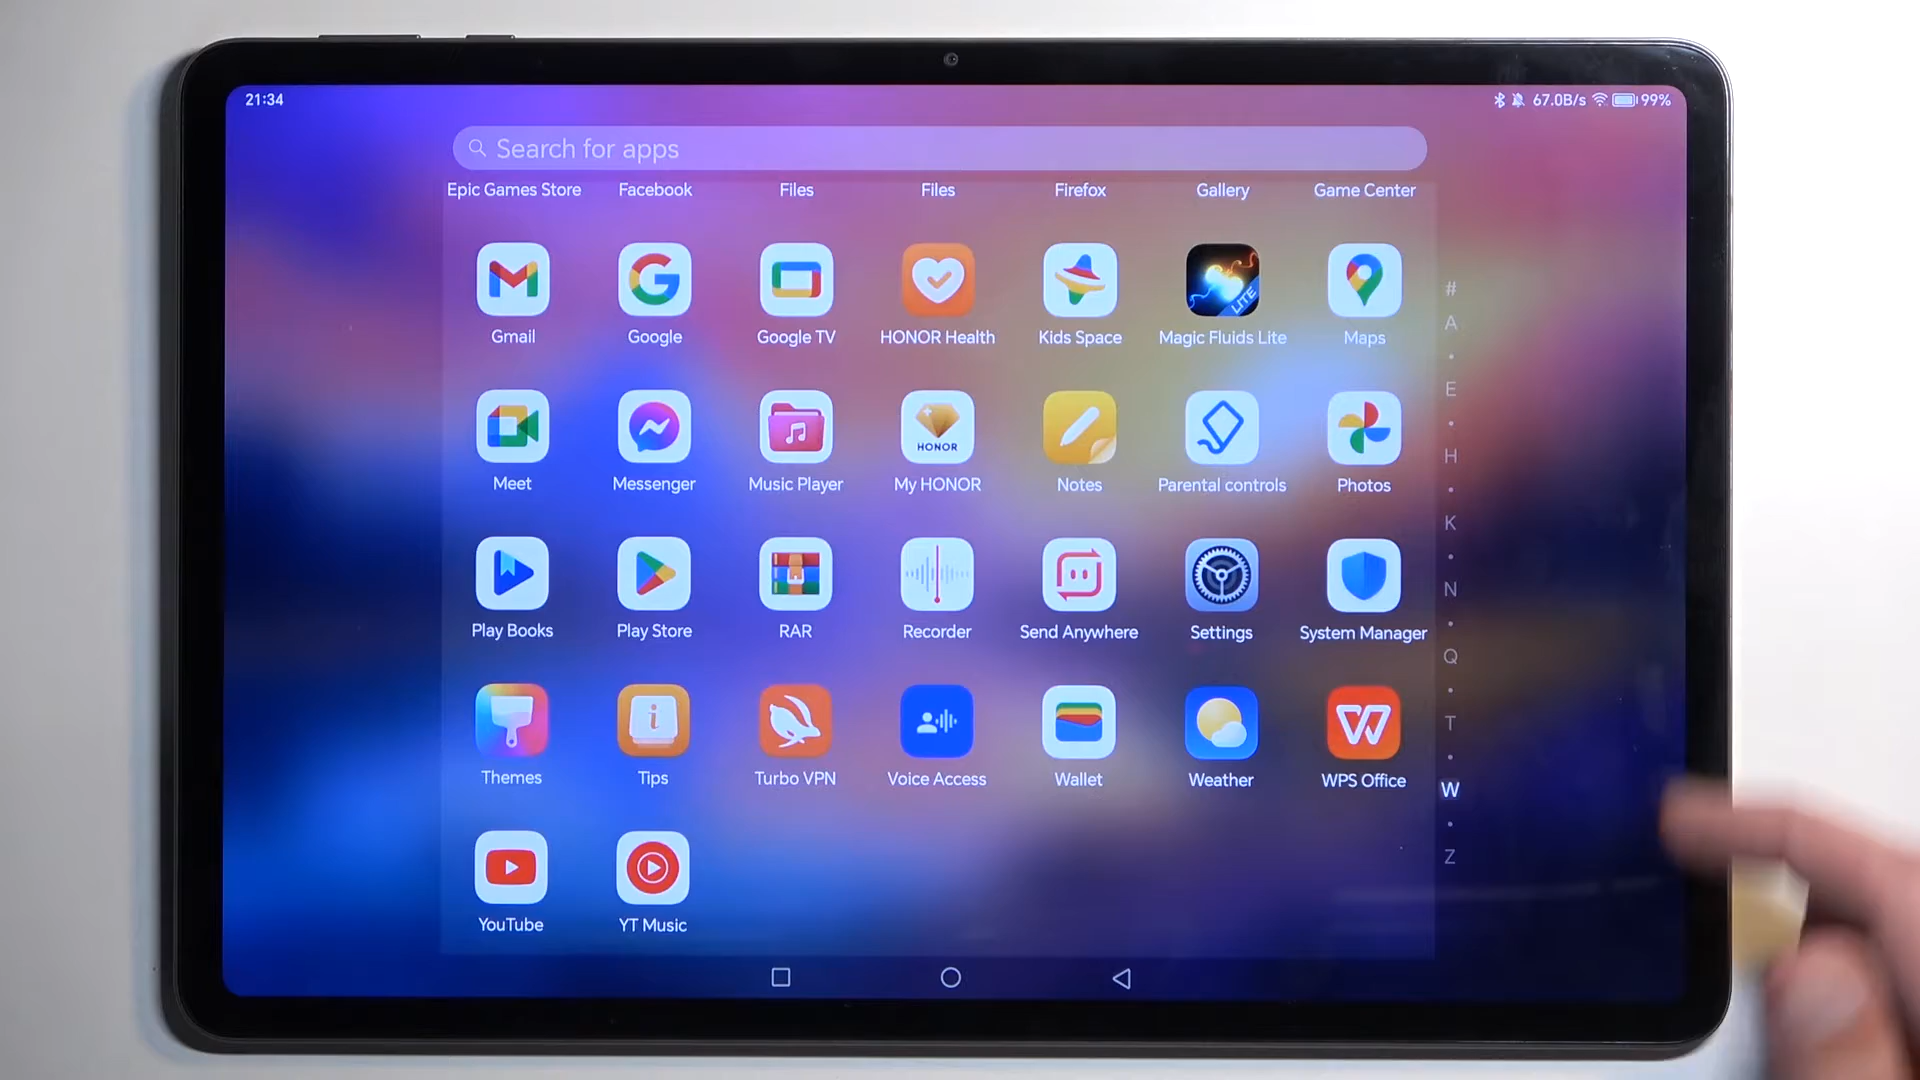 21:34
67.0B/s 99%
Search for apps
Epic Games Store Facebook Files Files Firefox Gallery Game Center
LITE
Gmail Google Google TV HONOR Health Kids Space Magic Fluids Lite Maps
HONOR
Meet Messenger Music Player My HONOR Notes Parental controls Photos
Play Books Play Store RAR Recorder Send Anywhere Settings System Manager
Themes Tips Turbo VPN Voice Access Wallet Weather WPS Office
YouTube YT Music
#
A
E
H
K
N
Q
T
W
Z